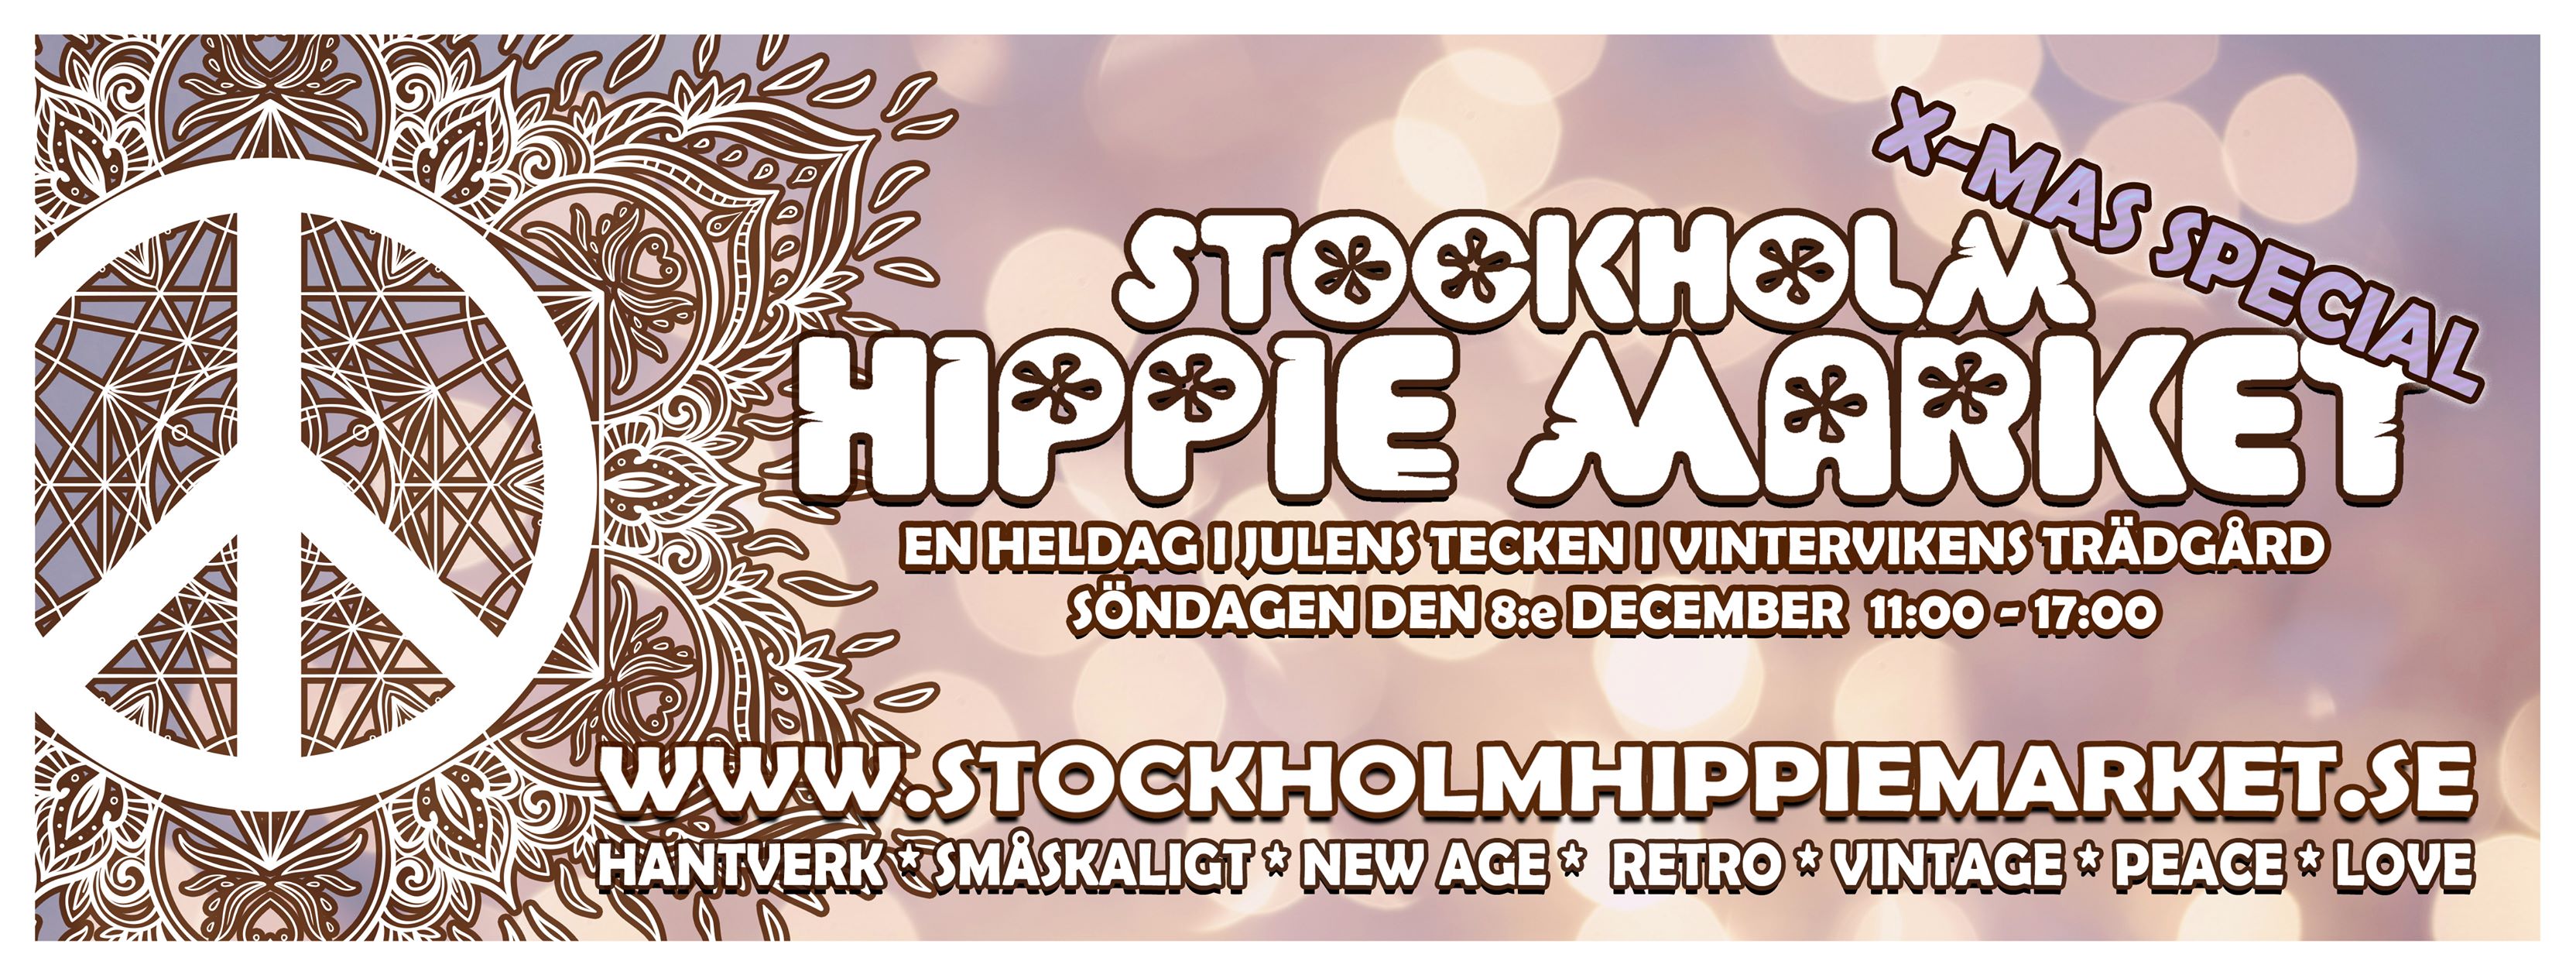 X-MAS SPECIAL
STOCKHOLM
HIPPIE MARKET
EN HELDAG I JULENS TECKEN I VINTERVIKENS TRÄDGÅRD
SÖNDAGEN DEN 8:e DECEMBER 11:00 - 17:00
WWW.STOCKHOLMHIPPIEMARKET.SE
HANTVERK * SMÅSKALIGT * NEW AGE * RETRO * VINTAGE * PEACE * LOVE